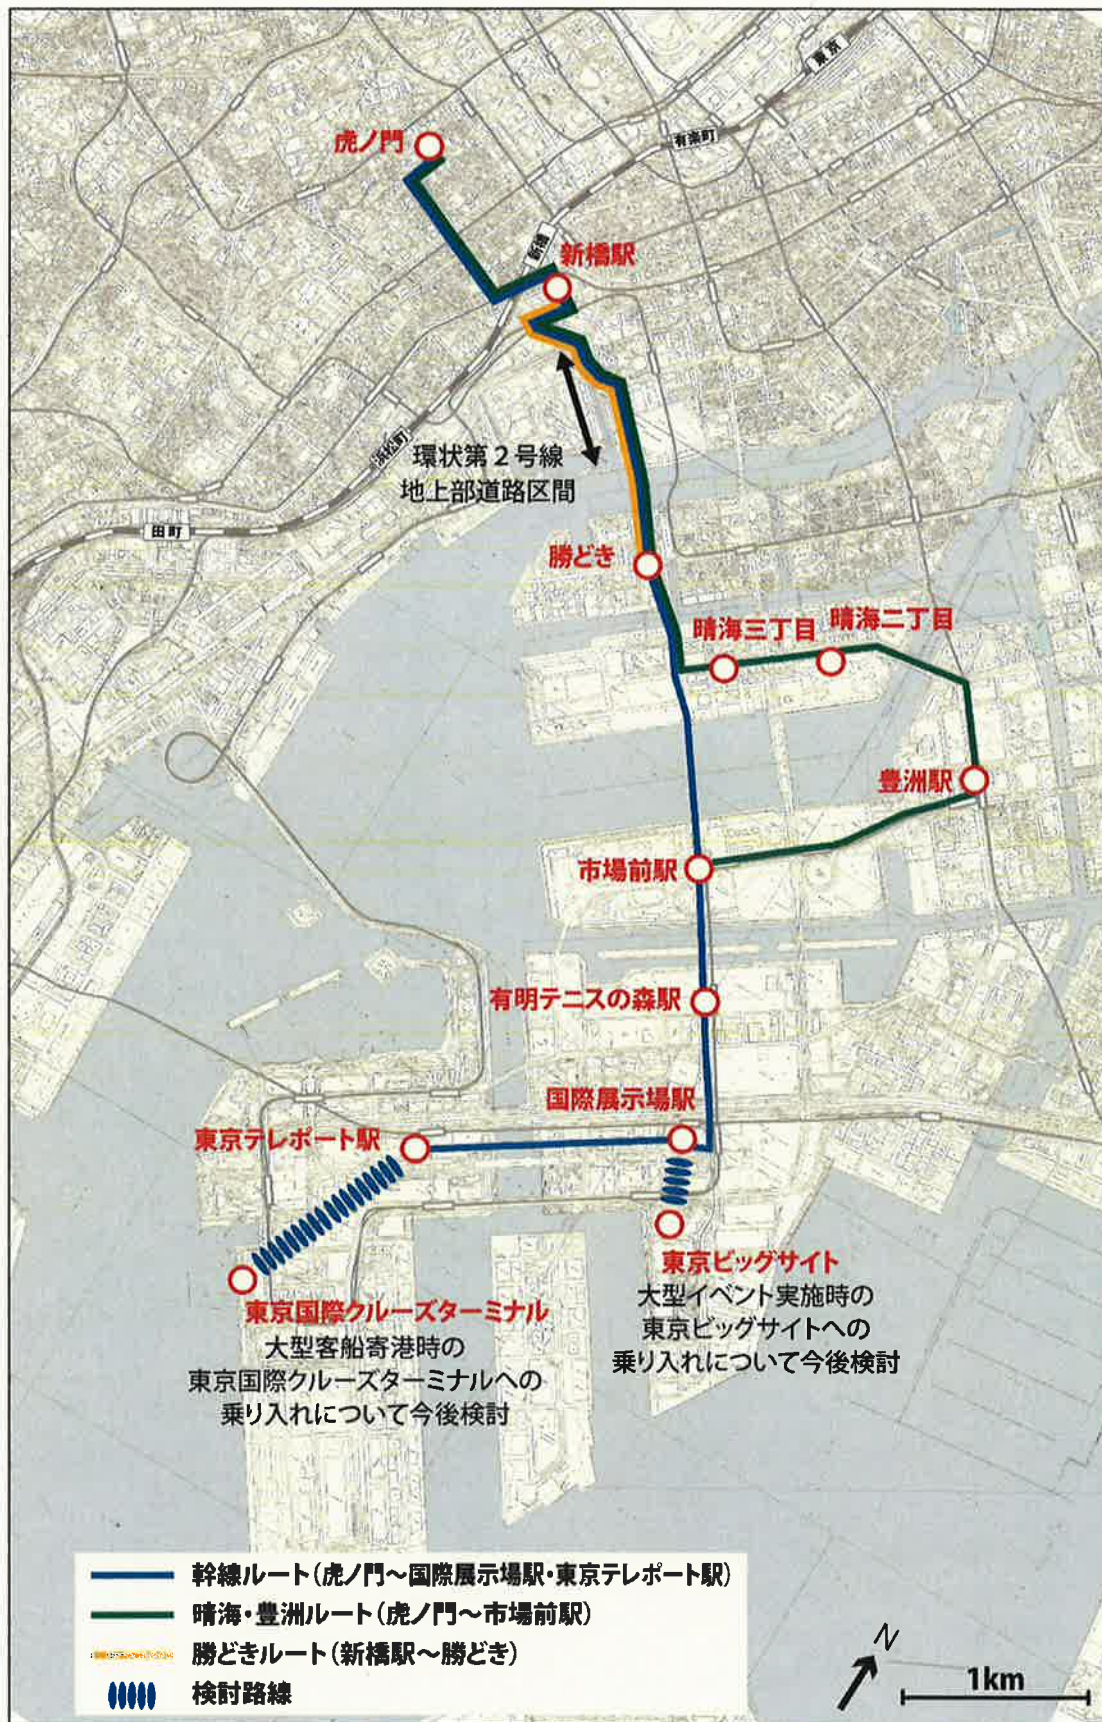 東京
有楽町
虎ノ門
新橋
新橋駅
浜松町
環状第２号線
地上部道路区間
田町
勝どき
晴海三丁目
晴海二丁目
豊洲駅
市場前駅
有明テニスの森駅
国際展示場駅
東京テレポート駅
東京ビッグサイト
大型イベント実施時の
東京ビッグサイトへの
乗り入れについて今後検討
東京国際クルーズターミナル
大型客船寄港時の
東京国際クルーズターミナルへの
乗り入れについて今後検討
幹線ルート(虎ノ門～国際展示場駅・東京テレポート駅)
晴海・豊洲ルート(虎ノ門～市場前駅)
勝どきルート(新橋駅～勝どき)
検討路線
N
1km